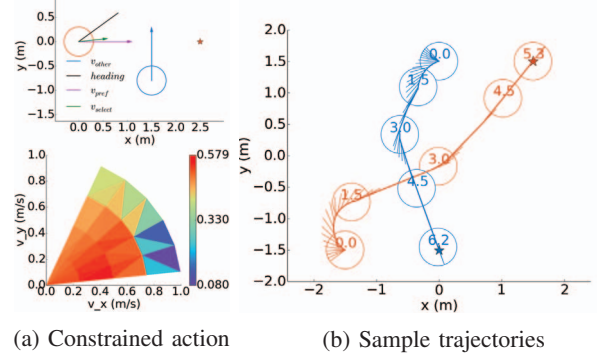 0.5
0.0
−0.5
−1.0
−1.5
y (m)
v_other
heading
v_pref
v_select
0.0 0.5 1.0 1.5 2.0 2.5
x (m)
1.0
0.8
0.6
0.4
0.2
0.0
v_y (m/s)
0.0 0.2 0.4 0.6 0.8 1.0
v_x (m/s)
0.579
0.330
0.080
(a) Constrained action
2.0
1.5
1.0
0.5
0.0
−0.5
−1.0
−1.5
−2.0
y (m)
0.0
1.5
3.0
4.5
6.2
5.3
4.5
3.0
1.5
0.0
−2 −1 0 1 2
x (m)
(b) Sample trajectories